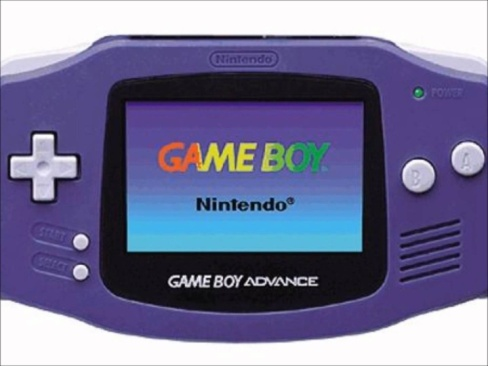 Nintendo
POWER
GAME BOY
Nintendo®
B
A
START
SELECT
GAME BOY ADVANCE